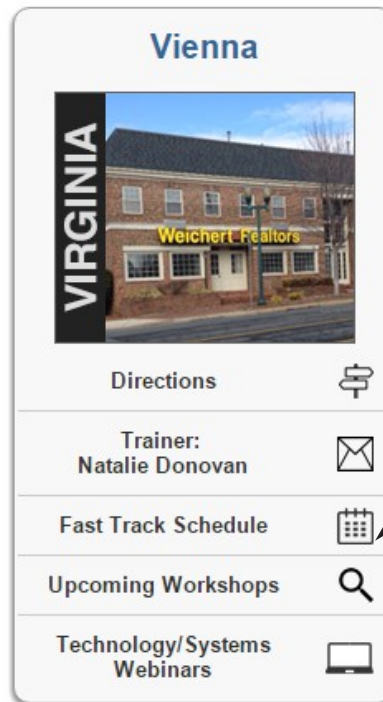 Vienna
VIRGINIA
Weichert Realtors
Directions
Trainer:
Natalie Donovan
Fast Track Schedule
Upcoming Workshops
Technology/Systems
Webinars